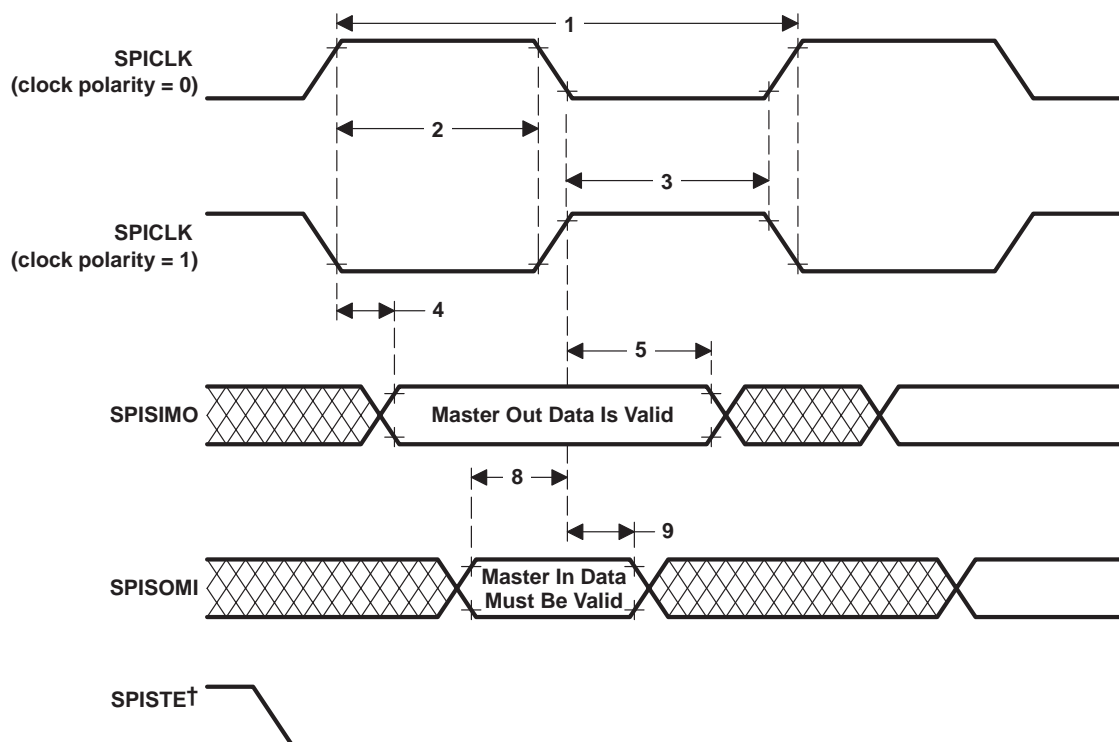 1
SPICLK
(clock polarity = 0)
2
3
SPICLK
(clock polarity = 1)
4
5
SPISIMO
Master Out Data Is Valid
8
9
SPISOMI
Master In Data
Must Be Valid
SPISTE†